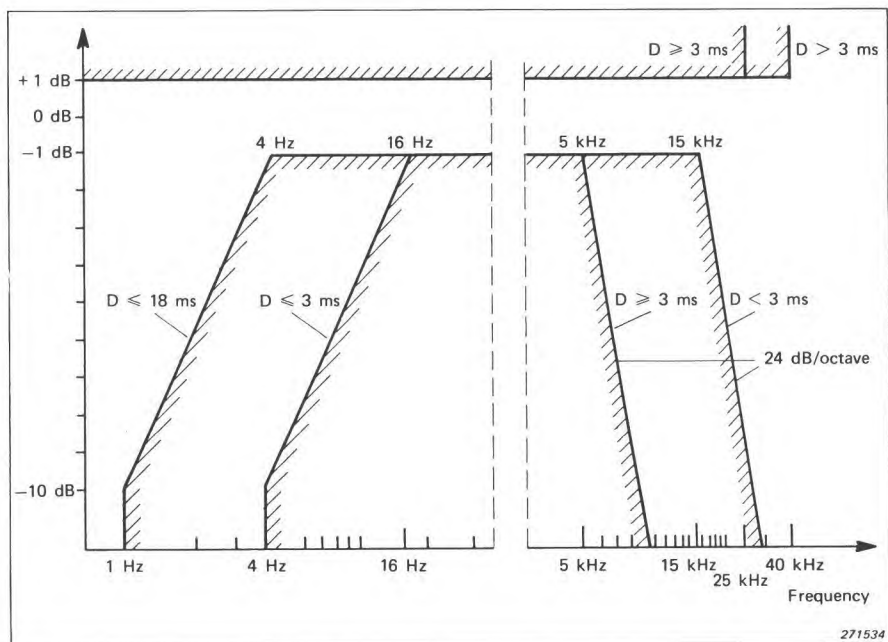 D ⩾ 3 ms
D > 3 ms
+ 1 dB
0 dB
−1 dB
4 Hz
16 Hz
5 kHz
15 kHz
D ⩽ 18 ms
D ⩽ 3 ms
D ⩾ 3 ms
D < 3 ms
24 dB/octave
−10 dB
1 Hz
4 Hz
16 Hz
5 kHz
15 kHz
25 kHz
40 kHz
Frequency
271534